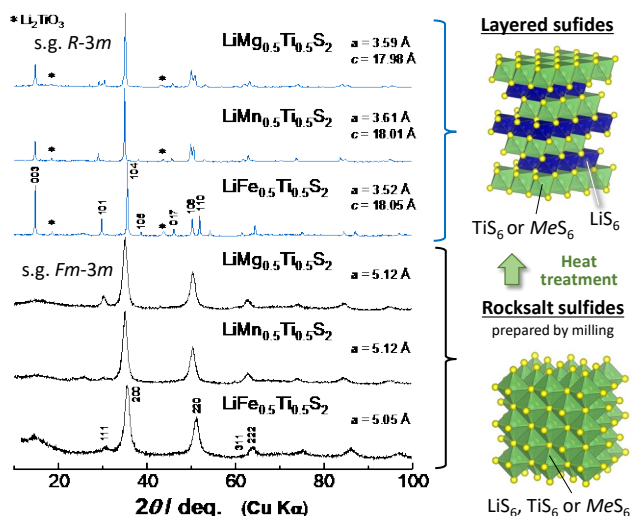 * Li₂TiO₃
s.g. R-3m
LiMg₀.₅Ti₀.₅S₂
a = 3.59 Å
c = 17.98 Å
*
*
LiMn₀.₅Ti₀.₅S₂
a = 3.61 Å
c = 18.01 Å
*
*
LiFe₀.₅Ti₀.₅S₂
a = 3.52 Å
c = 18.05 Å
003
*
101
104
105
*
017
108
110
s.g. Fm-3m
LiMg₀.₅Ti₀.₅S₂
a = 5.12 Å
LiMn₀.₅Ti₀.₅S₂
a = 5.12 Å
LiFe₀.₅Ti₀.₅S₂
a = 5.05 Å
111
200
220
311
222
20 40 60 80 100
2θ / deg. (Cu Kα)
Layered sufides
TiS₆ or MeS₆
LiS₆
Heat
treatment
Rocksalt sulfides
prepared by milling
LiS₆, TiS₆ or MeS₆